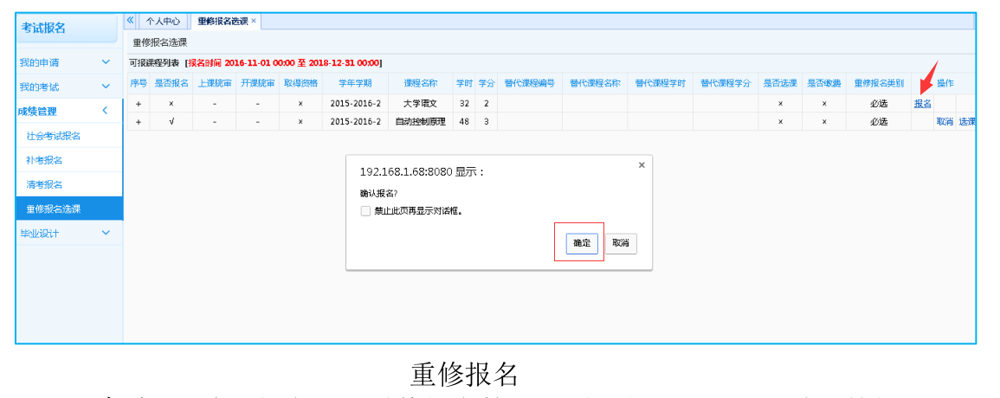 考试报名
我的申请
我的考试
成绩管理
社会考试报名
补考报名
清考报名
重修报名选课
毕业设计
个人中心 重修报名选课 ×
重修报名选课
可报课程列表 [报名时间 2016-11-01 00:00 至 2018-12-31 00:00]
序号 是否报名 上课院审 开课院审 取得资格 学年学期 课程名称 学时 学分 替代课程编号 替代课程名称 替代课程学时 替代课程学分 是否选课 是否缴费 重修报名类别 操作
+ × - - × 2015-2016-2 大学语文 32 2 × × 必选 报名
+ √ - - × 2015-2016-2 自动控制原理 48 3 × × 必选 取消 选课
192.168.1.68:8080 显示：
×
确认报名?
禁止此页再显示对话框。
确定 取消
重修报名